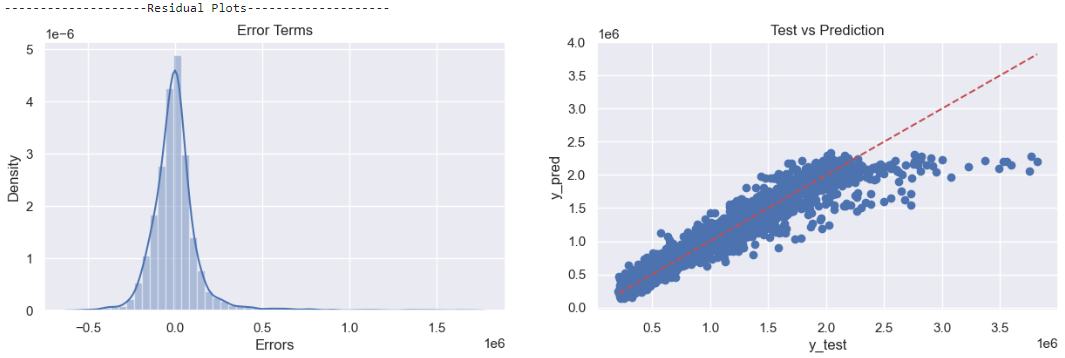 --------------------Residual Plots--------------------
Error Terms
1e−6
5
4
3
2
1
0
Density
−0.5
0.0
0.5
1.0
1.5
Errors
1e6
Test vs Prediction
1e6
4.0
3.5
3.0
2.5
2.0
1.5
1.0
0.5
0.0
y_pred
0.5
1.0
1.5
2.0
2.5
3.0
3.5
y_test
1e6